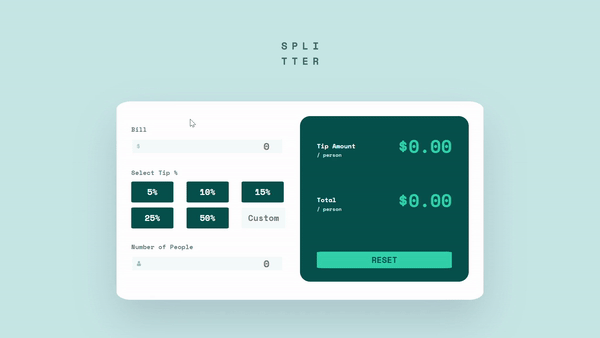 SPLI
TTER
Bill
$ 0
Select Tip %
5% 10% 15%
25% 50% Custom
Number of People
0
Tip Amount
/ person
$0.00
Total
/ person
$0.00
RESET